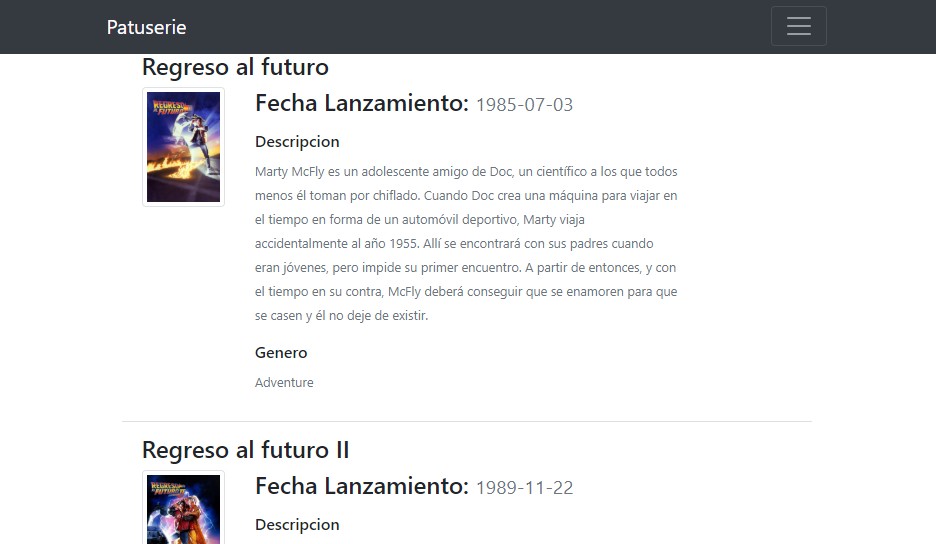 Patuserie
Regreso al futuro
REGRESO
AL FUTURO
Fecha Lanzamiento: 1985-07-03
Descripcion
Marty McFly es un adolescente amigo de Doc, un científico a los que todos
menos él toman por chiflado. Cuando Doc crea una máquina para viajar en
el tiempo en forma de un automóvil deportivo, Marty viaja
accidentalmente al año 1955. Allí se encontrará con sus padres cuando
eran jóvenes, pero impide su primer encuentro. A partir de entonces, y con
el tiempo en su contra, McFly deberá conseguir que se enamoren para que
se casen y él no deje de existir.
Genero
Adventure
Regreso al futuro II
Fecha Lanzamiento: 1989-11-22
Descripcion